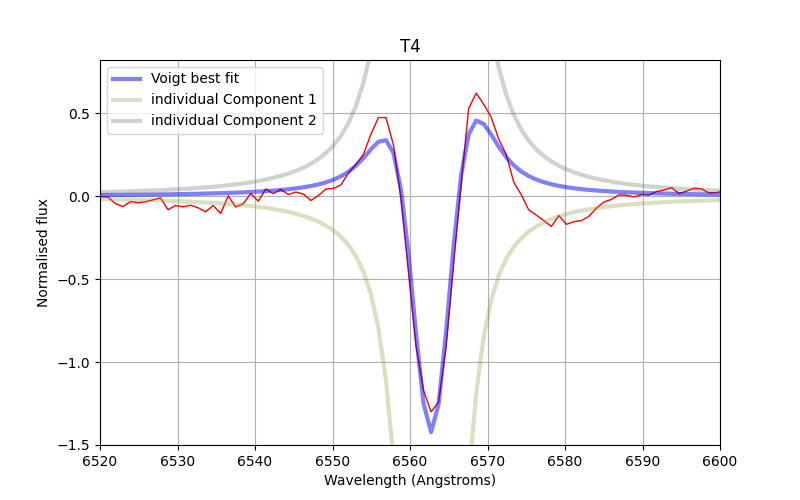 T4
Voigt best fit
individual Component 1
individual Component 2
0.5
0.0
−0.5
−1.0
−1.5
Normalised flux
6520 6530 6540 6550 6560 6570 6580 6590 6600
Wavelength (Angstroms)